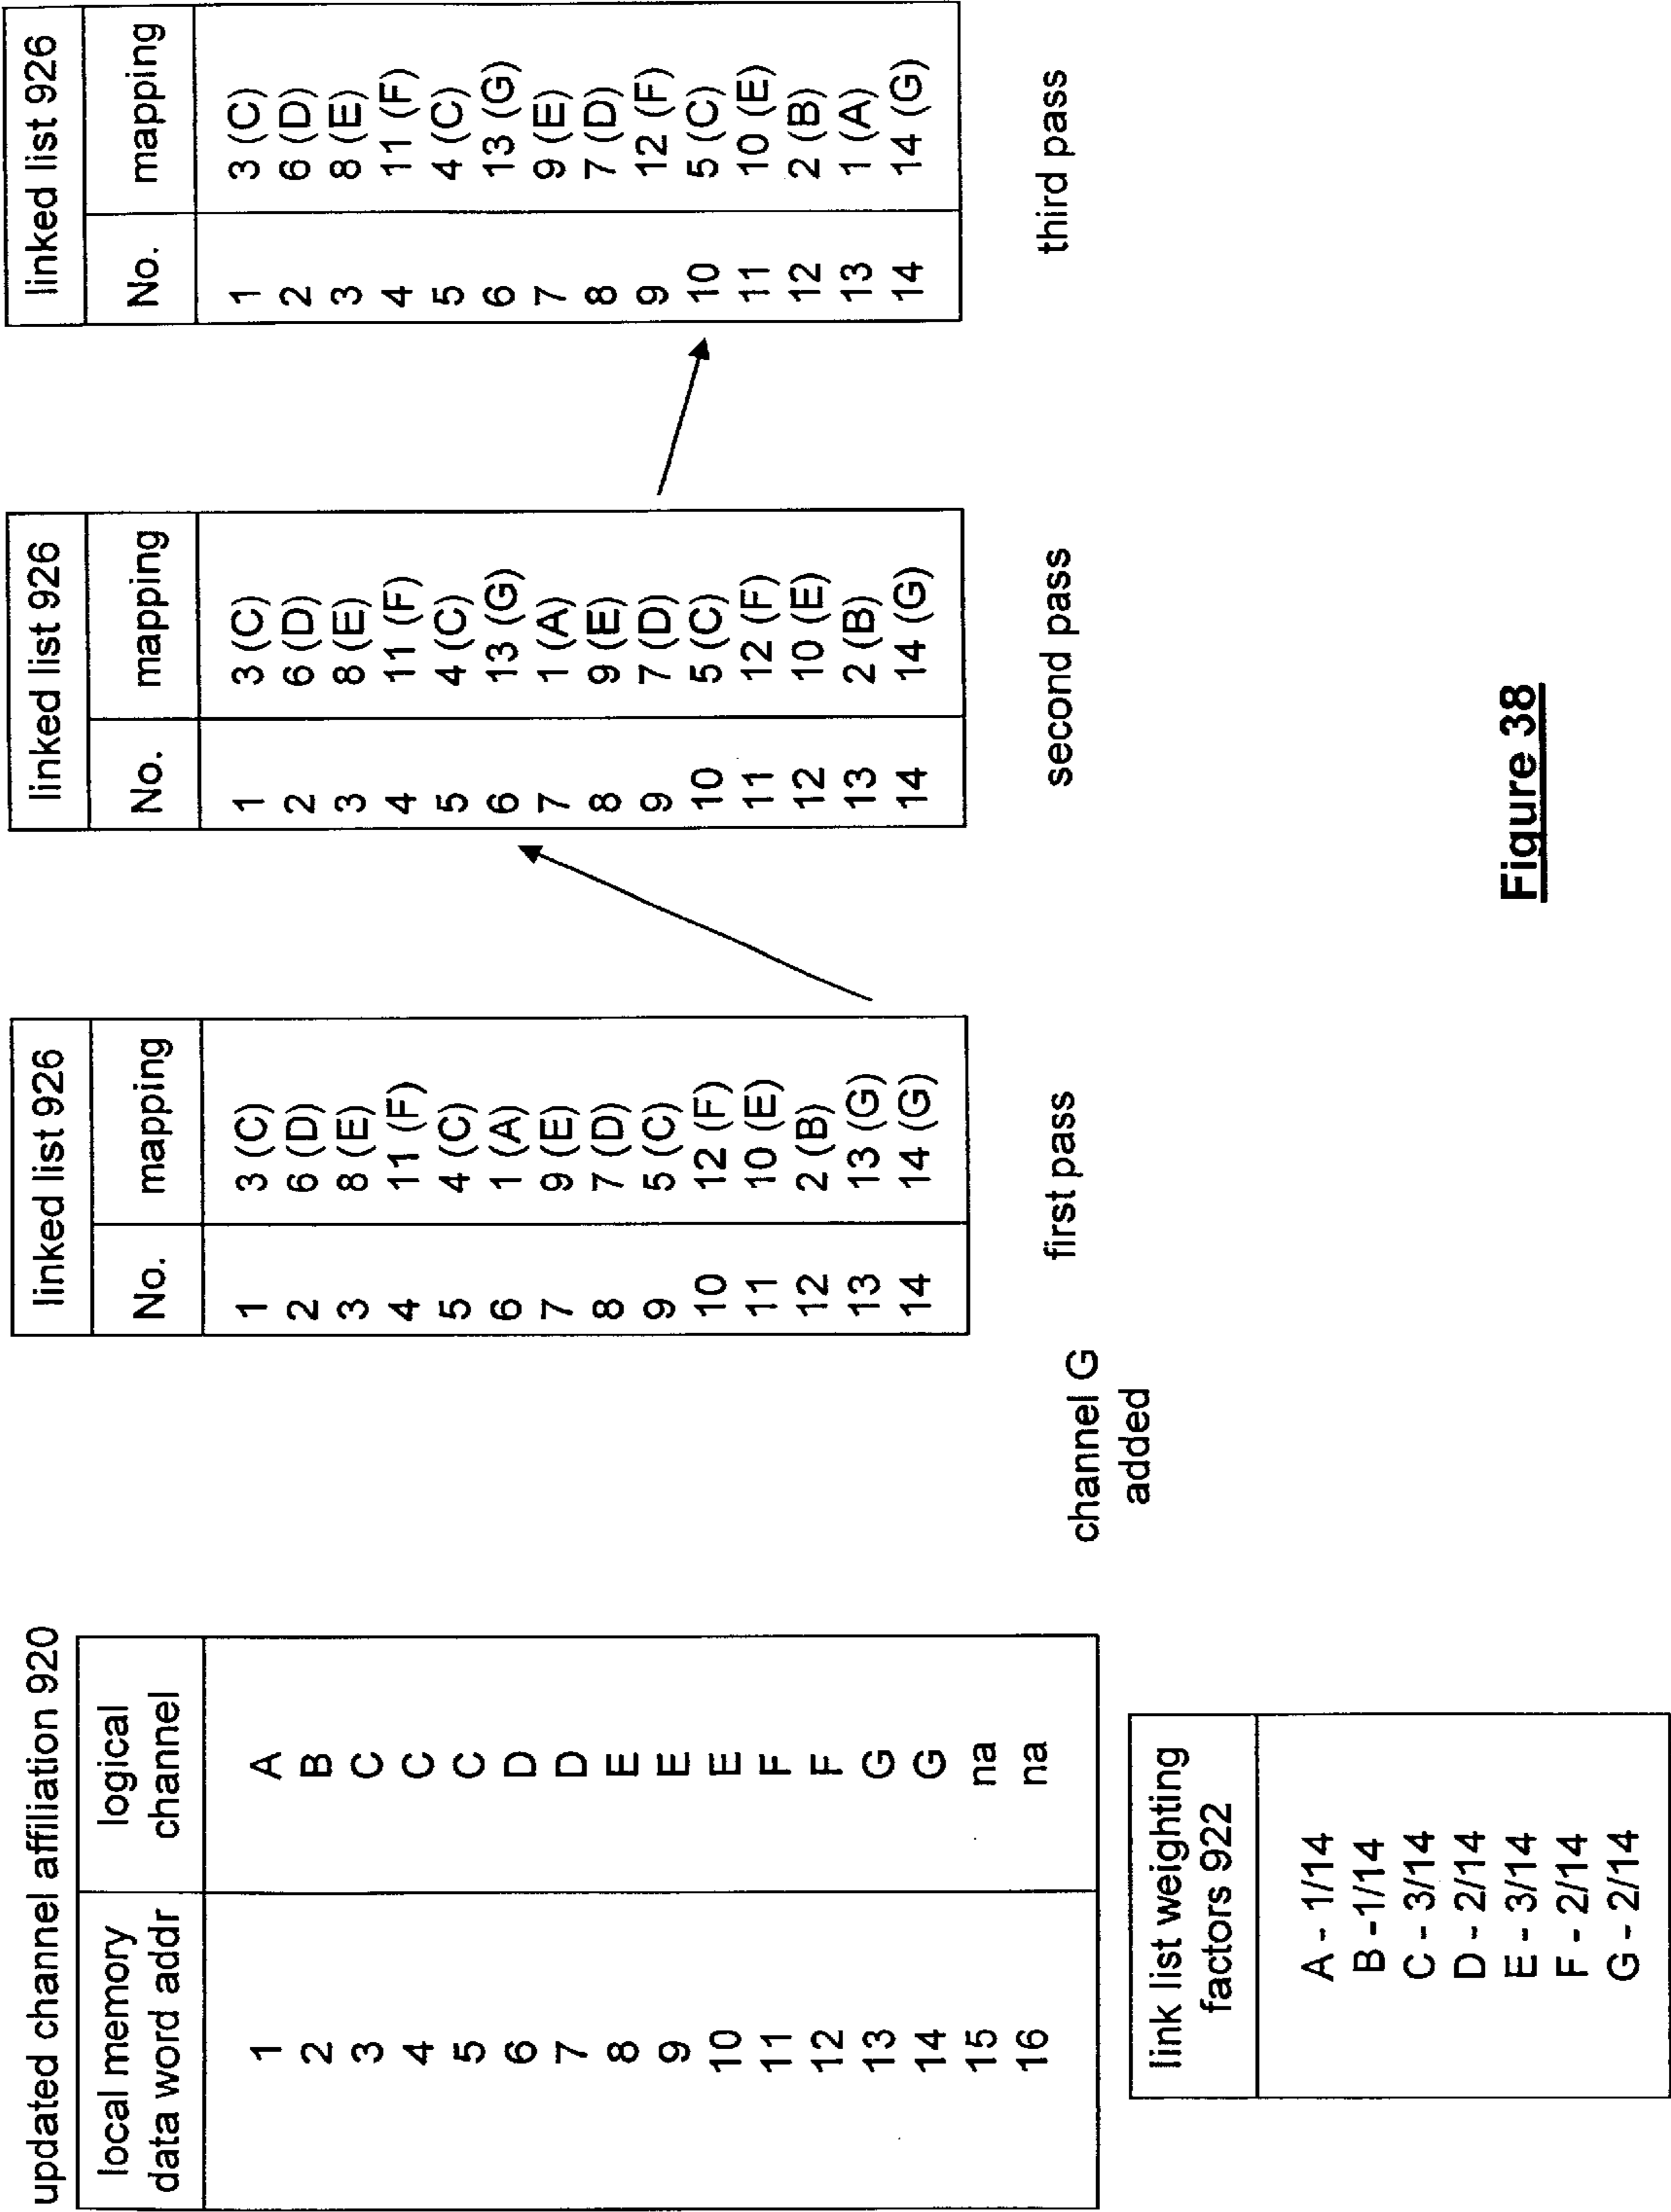 updated channel affiliation 920
local memory logical
data word addr channel
1 A
2 B
3 C
4 C
5 C
6 D
7 D
8 E
9 E
10 E
11 F
12 F
13 G
14 G
15 na
16 na
link list weighting
factors 922
A - 1/14
B -1/14
C - 3/14
D - 2/14
E - 3/14
F - 2/14
G - 2/14
channel G
added
linked list 926
No. mapping
1 3 (C)
2 6 (D)
3 8 (E)
4 11 (F)
5 4 (C)
6 1 (A)
7 9 (E)
8 7 (D)
9 5 (C)
10 12 (F)
11 10 (E)
12 2 (B)
13 13 (G)
14 14 (G)
first pass
linked list 926
No. mapping
1 3 (C)
2 6 (D)
3 8 (E)
4 11 (F)
5 4 (C)
6 13 (G)
7 1 (A)
8 9 (E)
9 7 (D)
10 5 (C)
11 12 (F)
12 10 (E)
13 2 (B)
14 14 (G)
second pass
linked list 926
No. mapping
1 3 (C)
2 6 (D)
3 8 (E)
4 11 (F)
5 4 (C)
6 13 (G)
7 9 (E)
8 7 (D)
9 12 (F)
10 5 (C)
11 10 (E)
12 2 (B)
13 1 (A)
14 14 (G)
third pass
Figure 38